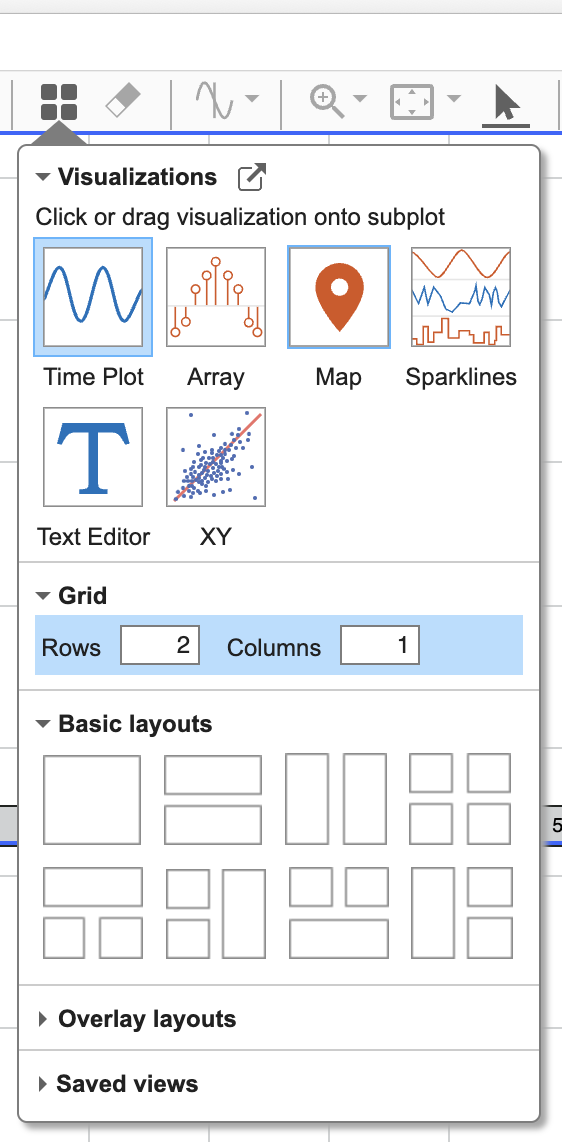 Visualizations
Click or drag visualization onto subplot
Time Plot Array Map Sparklines
T
Text Editor XY
Grid
Rows 2 Columns 1
Basic layouts
5
Overlay layouts
Saved views